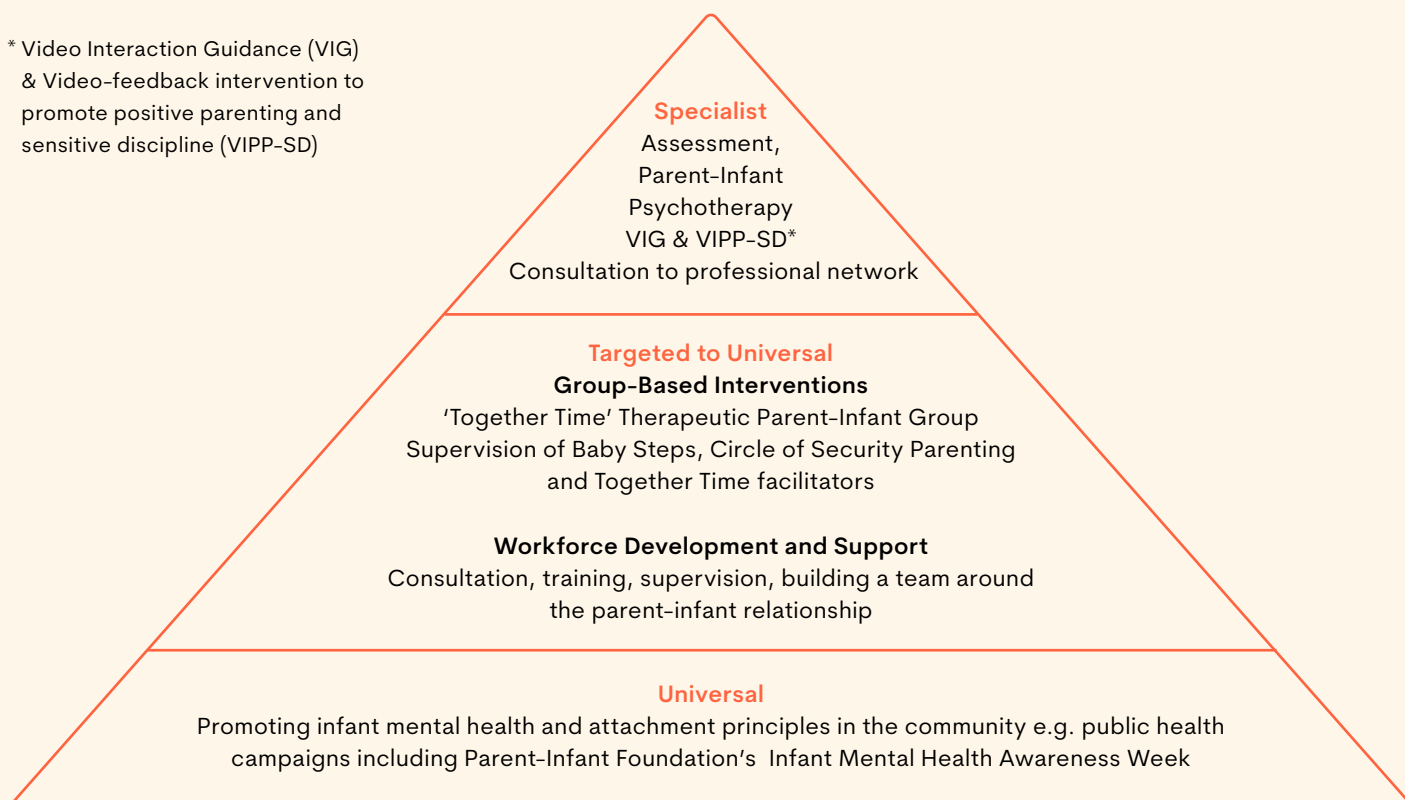 * Video Interaction Guidance (VIG)
& Video-feedback intervention to
promote positive parenting and
sensitive discipline (VIPP-SD)
Specialist
Assessment,
Parent-Infant
Psychotherapy
VIG & VIPP-SD*
Consultation to professional network
Targeted to Universal
Group-Based Interventions
‘Together Time’ Therapeutic Parent-Infant Group
Supervision of Baby Steps, Circle of Security Parenting
and Together Time facilitators
Workforce Development and Support
Consultation, training, supervision, building a team around
the parent-infant relationship
Universal
Promoting infant mental health and attachment principles in the community e.g. public health
campaigns including Parent-Infant Foundation’s  Infant Mental Health Awareness Week